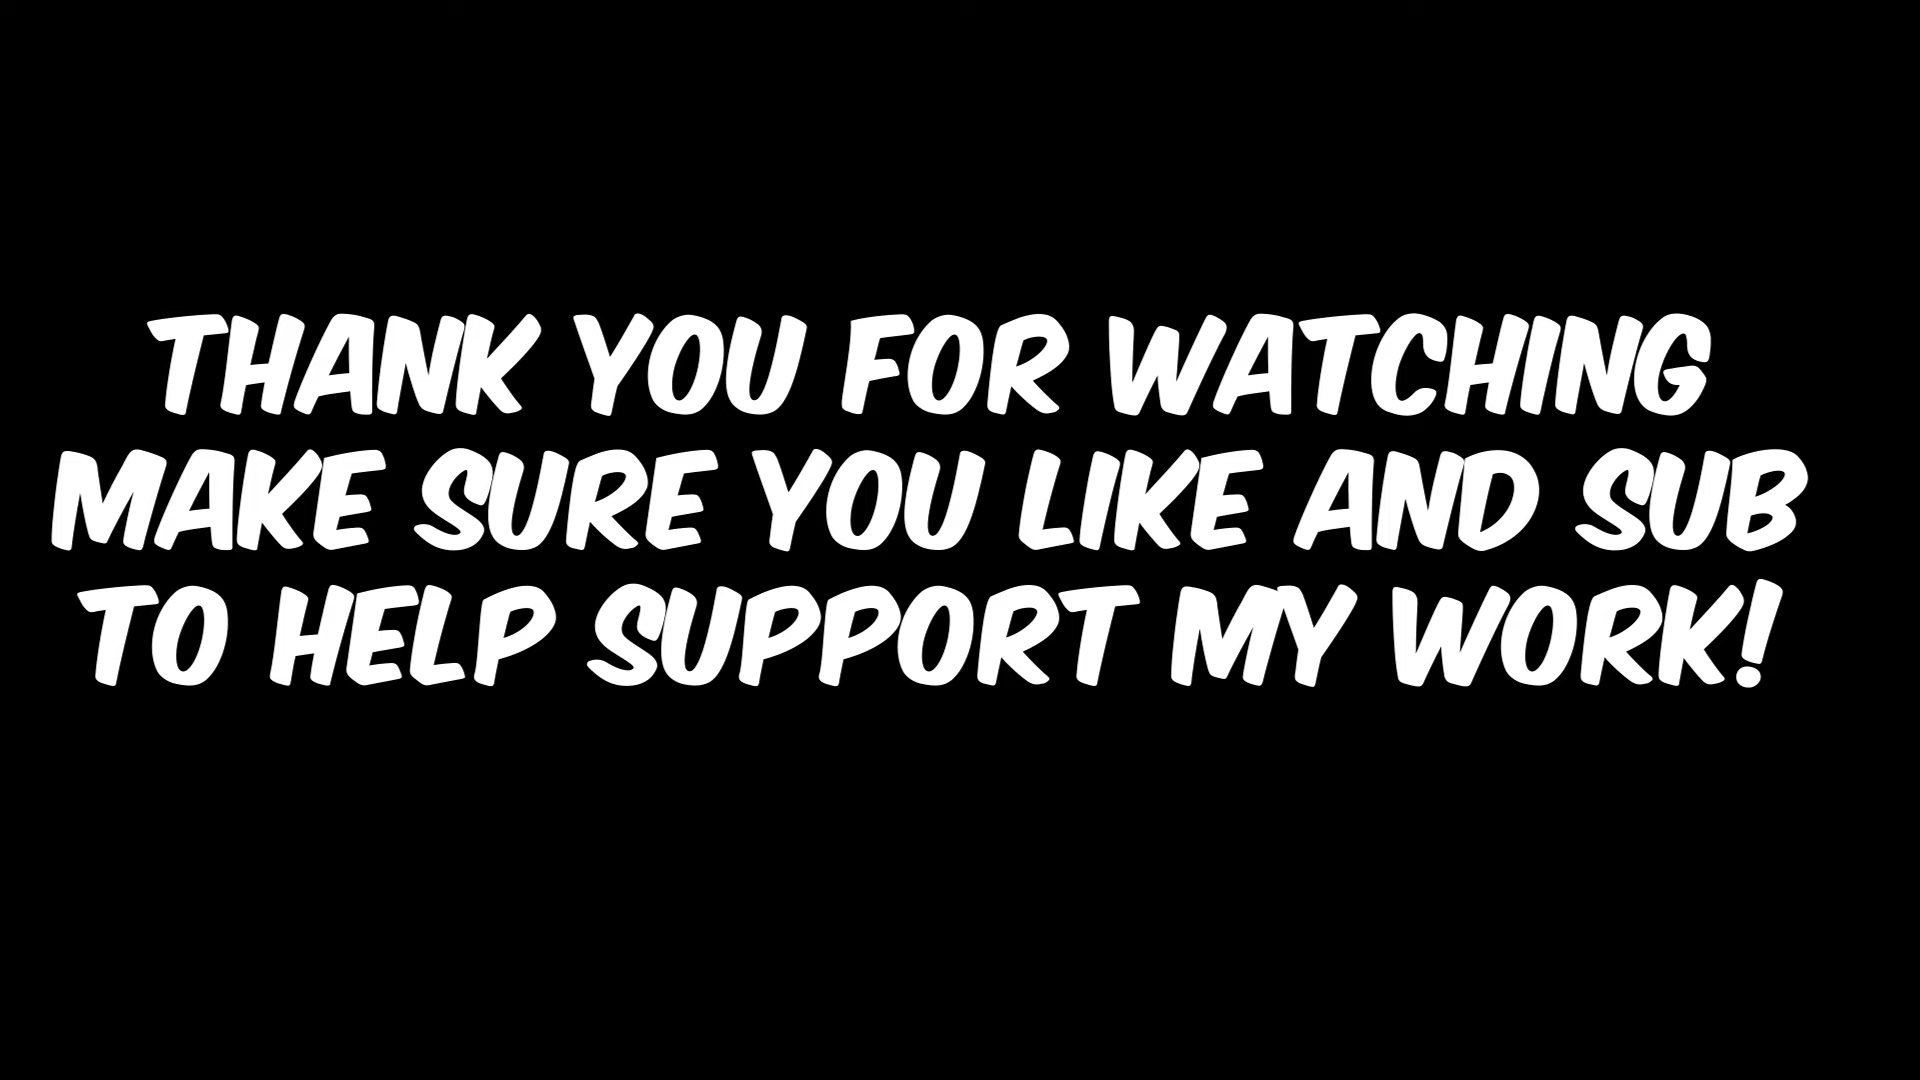 THANK YOU FOR WATCHING
MAKE SURE YOU LIKE AND SUB
TO HELP SUPPORT MY WORK!